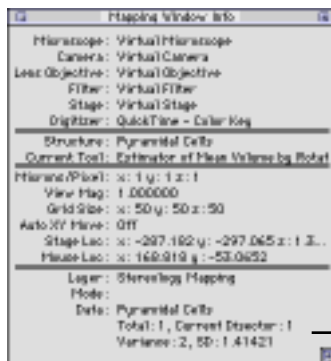 Mapping Window Info
Microscope: Virtual Microscope
Camera: Virtual Camera
Lens Objective: Virtual Objective
Filter: Virtual Filter
Stage: Virtual Stage
Digitizer: QuickTime - Color Key
Structure: Pyramidal Cells
Current Tool: Estimator of Mean Volume by Rotat
Microns/Pixel: x: 1 y: 1 z: 1
View Mag: 1.000000
Grid Size: x: 50 y: 50 z: 50
Auto XY Move: Off
Stage Loc: x: -287.182 y: -297.065 z: 1.3...
Mouse Loc: x: 168.818 y: -53.0652
Layer: Stereology Mapping
Mode:
Data: Pyramidal Cells
Total: 1, Current Disector: 1
Variance: 2, SD: 1.41421